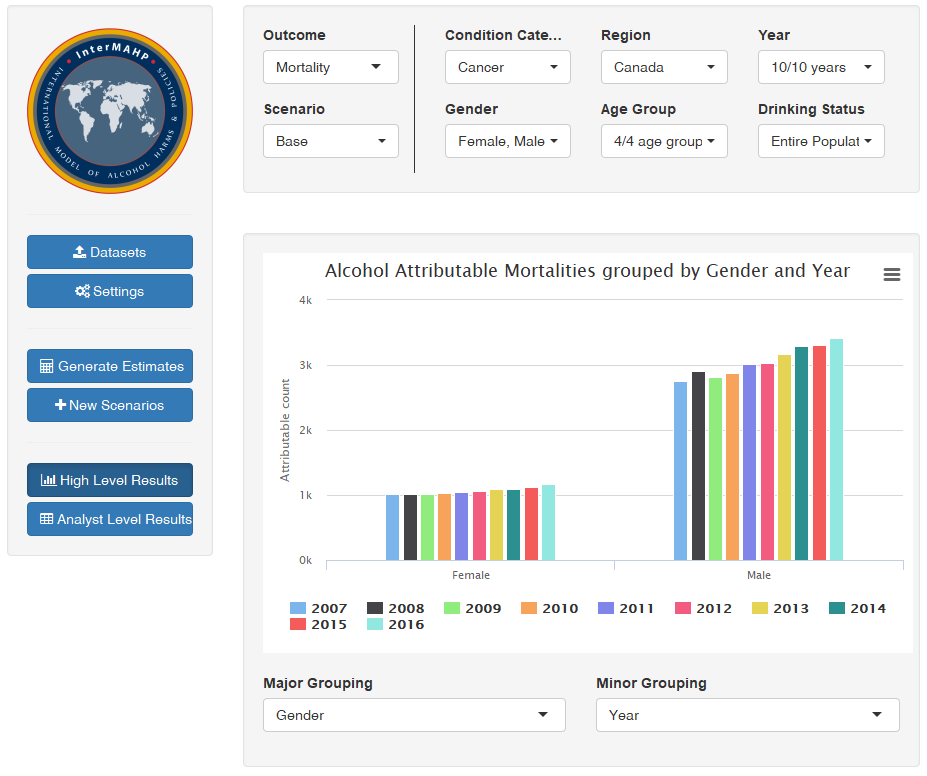 InterMAHP
INTERNATIONAL MODEL OF ALCOHOL HARMS & POLICIES
Datasets
Settings
Generate Estimates
New Scenarios
High Level Results
Analyst Level Results
Outcome
Condition Cate...
Region
Year
Mortality
Cancer
Canada
10/10 years
Scenario
Gender
Age Group
Drinking Status
Base
Female, Male
4/4 age group
Entire Populat
Alcohol Attributable Mortalities grouped by Gender and Year
Attributable count
4k
3k
2k
1k
0k
Female
Male
2007 2008 2009 2010 2011 2012 2013 2014
2015 2016
Major Grouping
Minor Grouping
Gender
Year